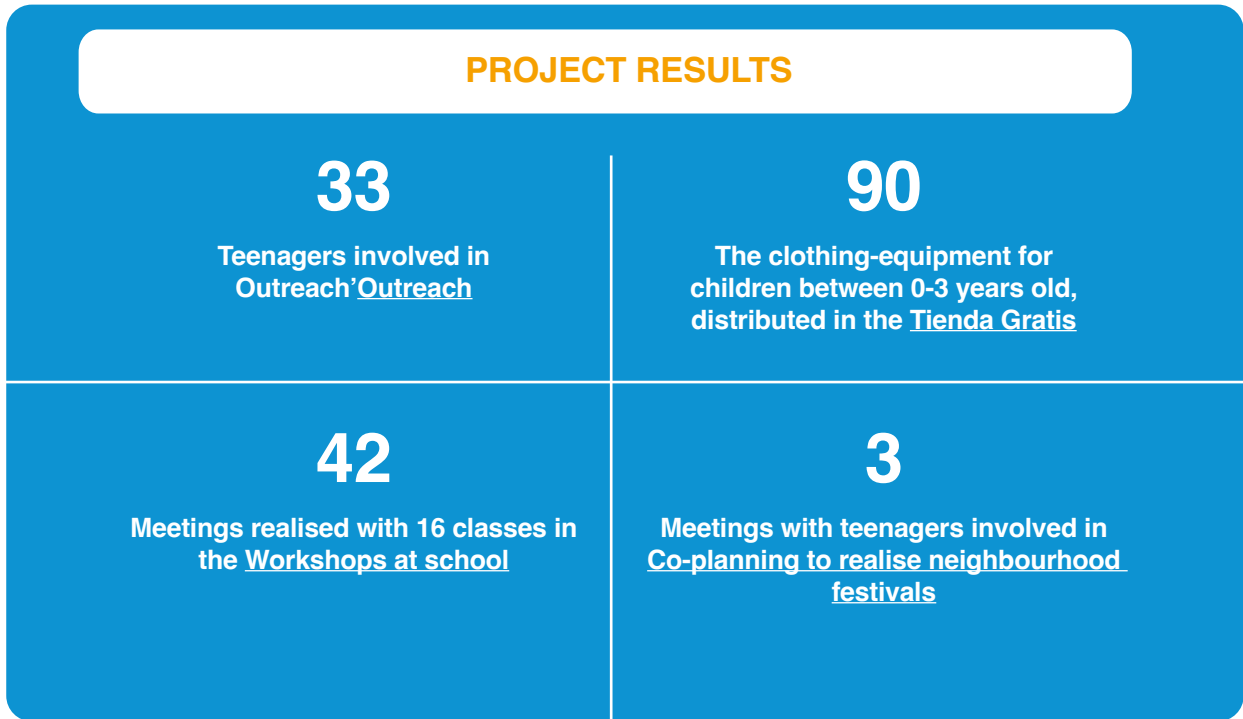 PROJECT RESULTS
33
Teenagers involved in
Outreach’Outreach
90
The clothing-equipment for
children between 0-3 years old,
distributed in the Tienda Gratis
42
Meetings realised with 16 classes in
the Workshops at school
3
Meetings with teenagers involved in
Co-planning to realise neighbourhood
festivals